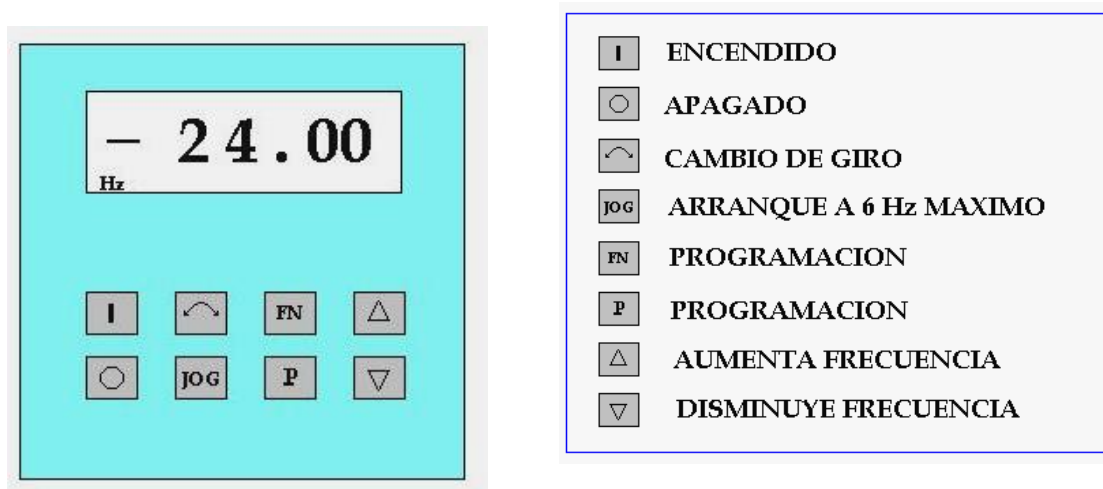 − 24.00
Hz
I FN
JOG P
I ENCENDIDO
APAGADO
CAMBIO DE GIRO
JOG ARRANQUE A 6 Hz MAXIMO
FN PROGRAMACION
P PROGRAMACION
AUMENTA FRECUENCIA
DISMINUYE FRECUENCIA